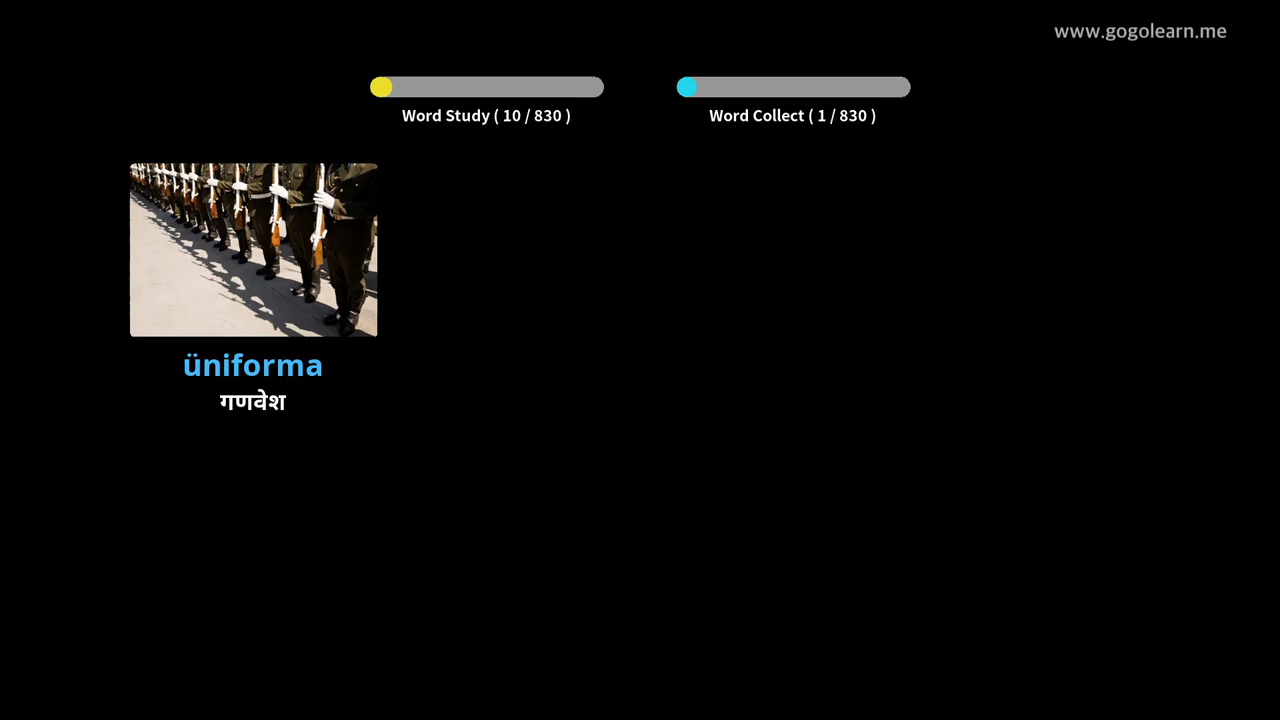 www.gogolearn.me
Word Study ( 10 / 830 )
Word Collect ( 1 / 830 )
üniforma
गणवेश